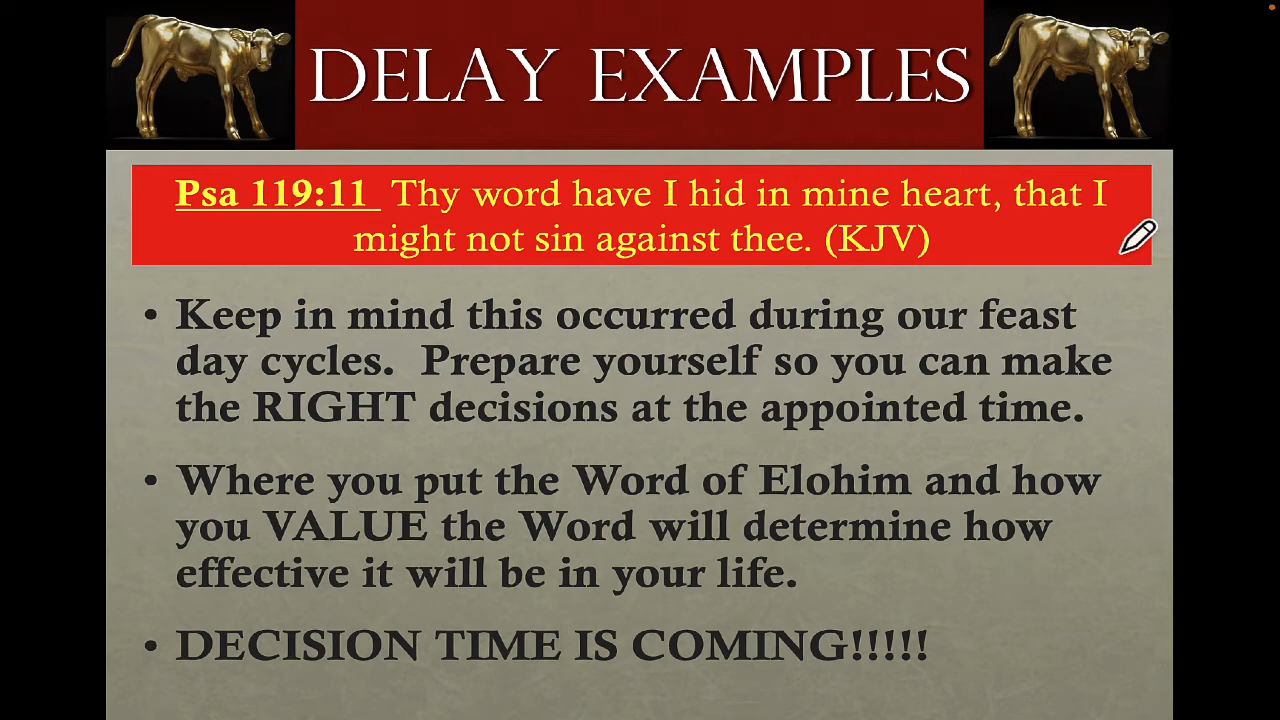 DELAY EXAMPLES
Psa 119:11 Thy word have I hid in mine heart, that I
might not sin against thee. (KJV)
• Keep in mind this occurred during our feast
day cycles. Prepare yourself so you can make
the RIGHT decisions at the appointed time.
• Where you put the Word of Elohim and how
you VALUE the Word will determine how
effective it will be in your life.
• DECISION TIME IS COMING!!!!!